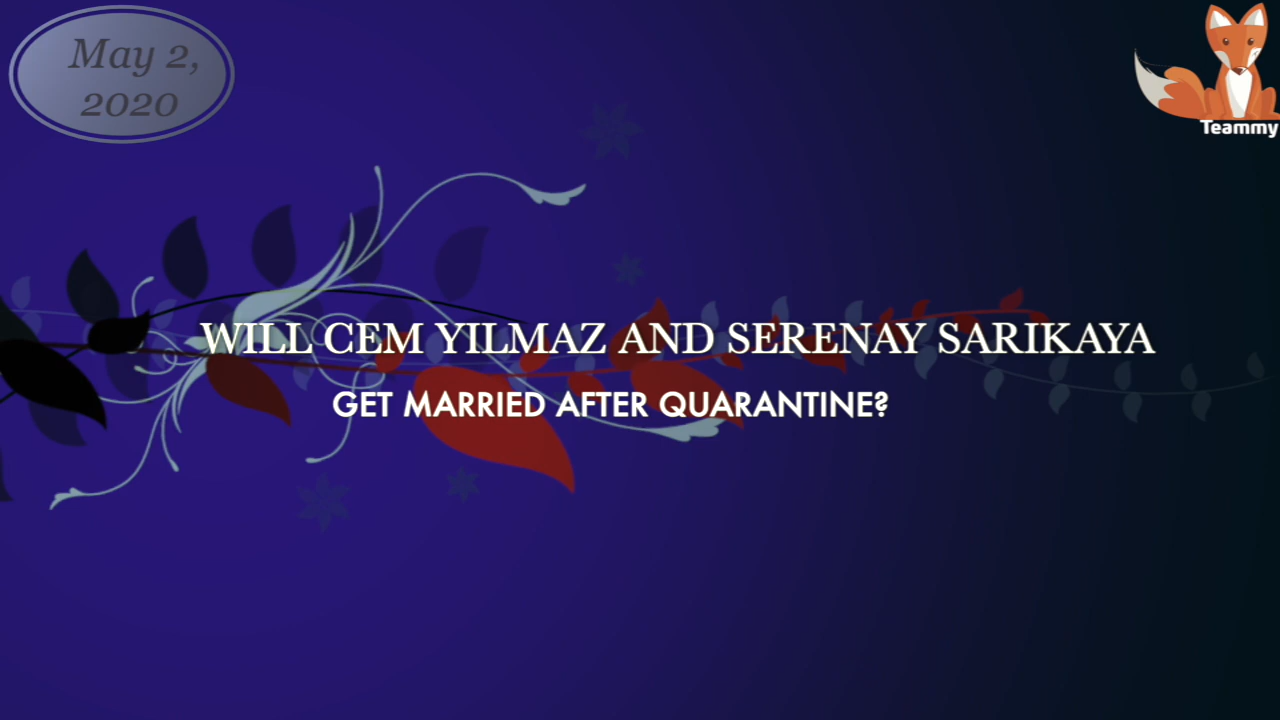 May 2,
2020
Teammy
WILL CEM YILMAZ AND SERENAY SARIKAYA
GET MARRIED AFTER QUARANTINE?